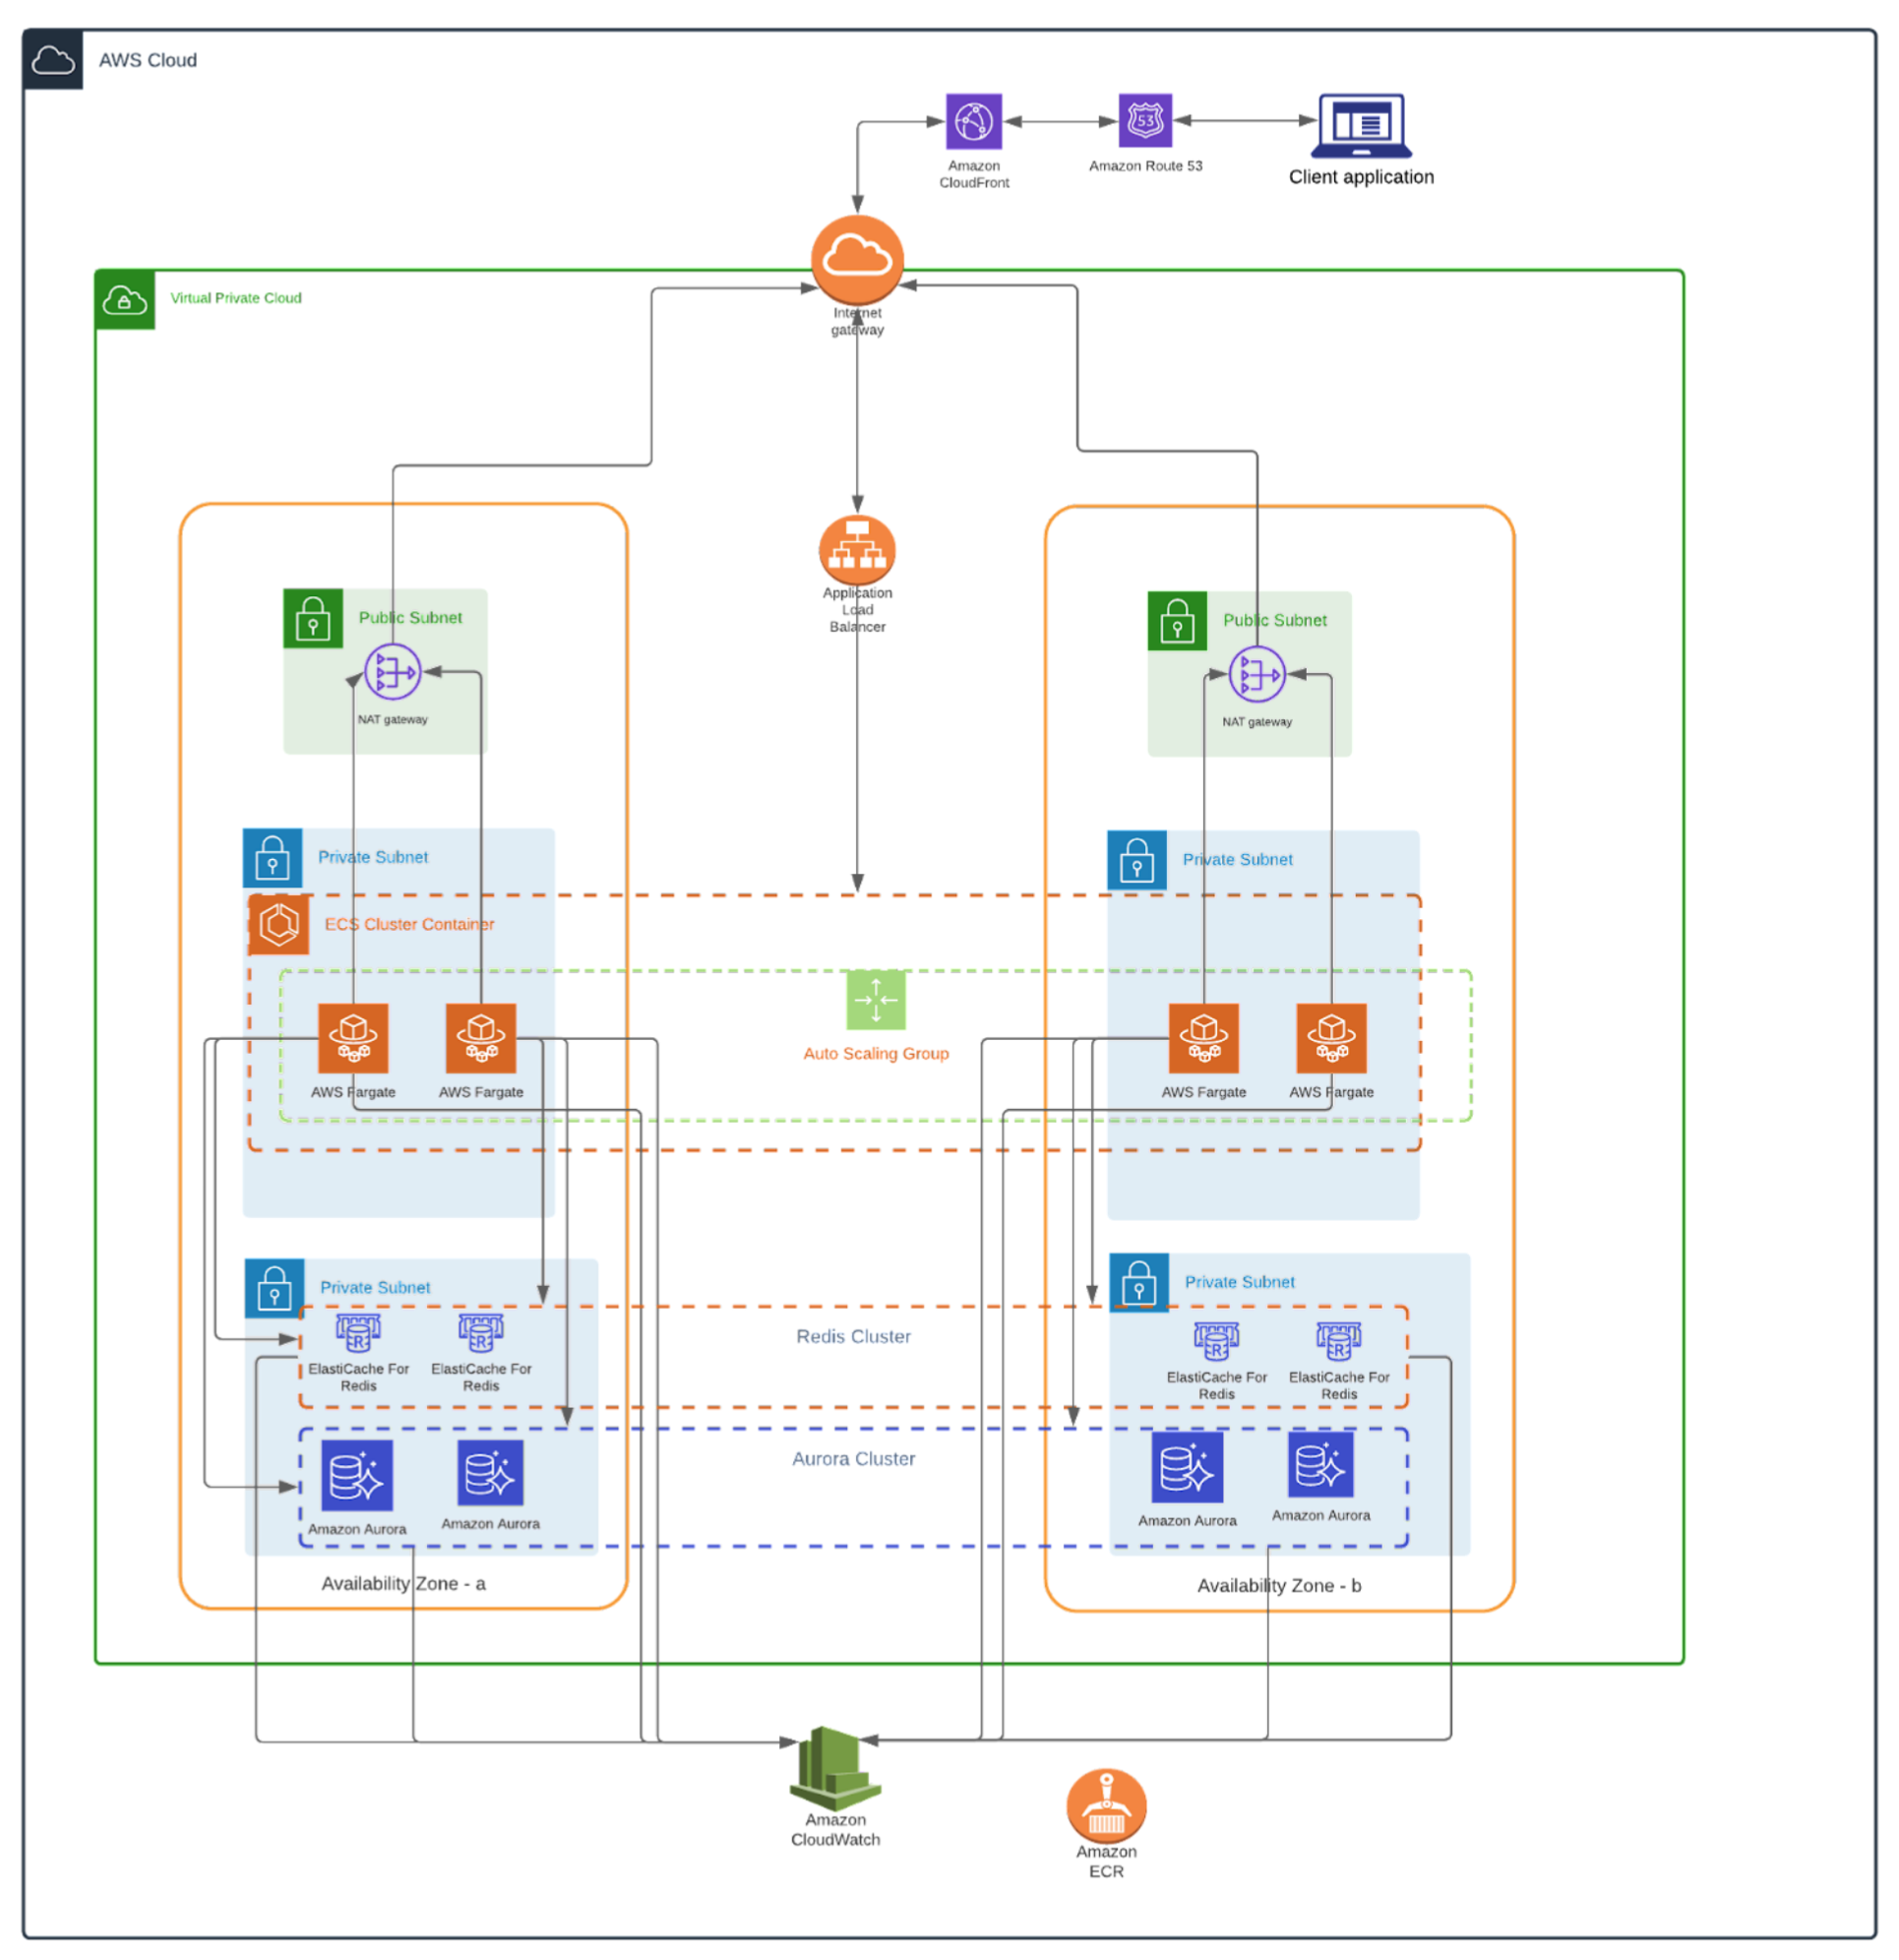 AWS Cloud
Amazon
CloudFront
Amazon Route 53
53
Client application
Virtual Private Cloud
Internet
gateway
Application
Load
Balancer
Public Subnet
NAT gateway
Public Subnet
NAT gateway
Private Subnet
Private Subnet
ECS Cluster Container
Auto Scaling Group
AWS Fargate
AWS Fargate
AWS Fargate
AWS Fargate
Private Subnet
Private Subnet
Redis Cluster
R
R
R
R
ElastiCache For
Redis
ElastiCache For
Redis
ElastiCache For
Redis
ElastiCache For
Redis
Aurora Cluster
Amazon Aurora
Amazon Aurora
Amazon Aurora
Amazon Aurora
Availability Zone - a
Availability Zone - b
Amazon
CloudWatch
Amazon
ECR